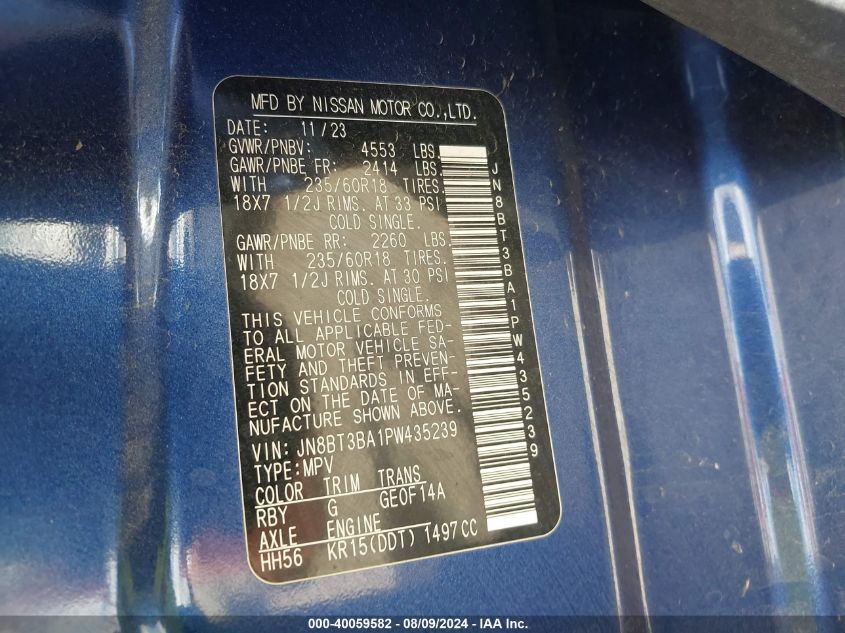 MFD BY NISSAN MOTOR CO.,LTD.
DATE: 11/23
GVWR/PNBV: 4553 LBS.
GAWR/PNBE FR: 2414 LBS.
WITH 235/60R18 TIRES.
18X7 1/2J RIMS. AT 33 PSI
COLD SINGLE.
GAWR/PNBE RR: 2260 LBS.
WITH 235/60R18 TIRES.
18X7 1/2J RIMS. AT 30 PSI
COLD SINGLE.
THIS VEHICLE CONFORMS
TO ALL APPLICABLE FED-
ERAL MOTOR VEHICLE SA-
FETY AND THEFT PREVEN-
TION STANDARDS IN EFF-
ECT ON THE DATE OF MA-
NUFACTURE SHOWN ABOVE.
VIN: JN8BT3BA1PW435239
TYPE:MPV
COLOR TRIM TRANS
RBY G GE0F14A
AXLE ENGINE
HH56 KR15(DDT) 1497CC
JN8BT3BA1PW435239
000-40059582 - 08/09/2024 - IAA Inc.